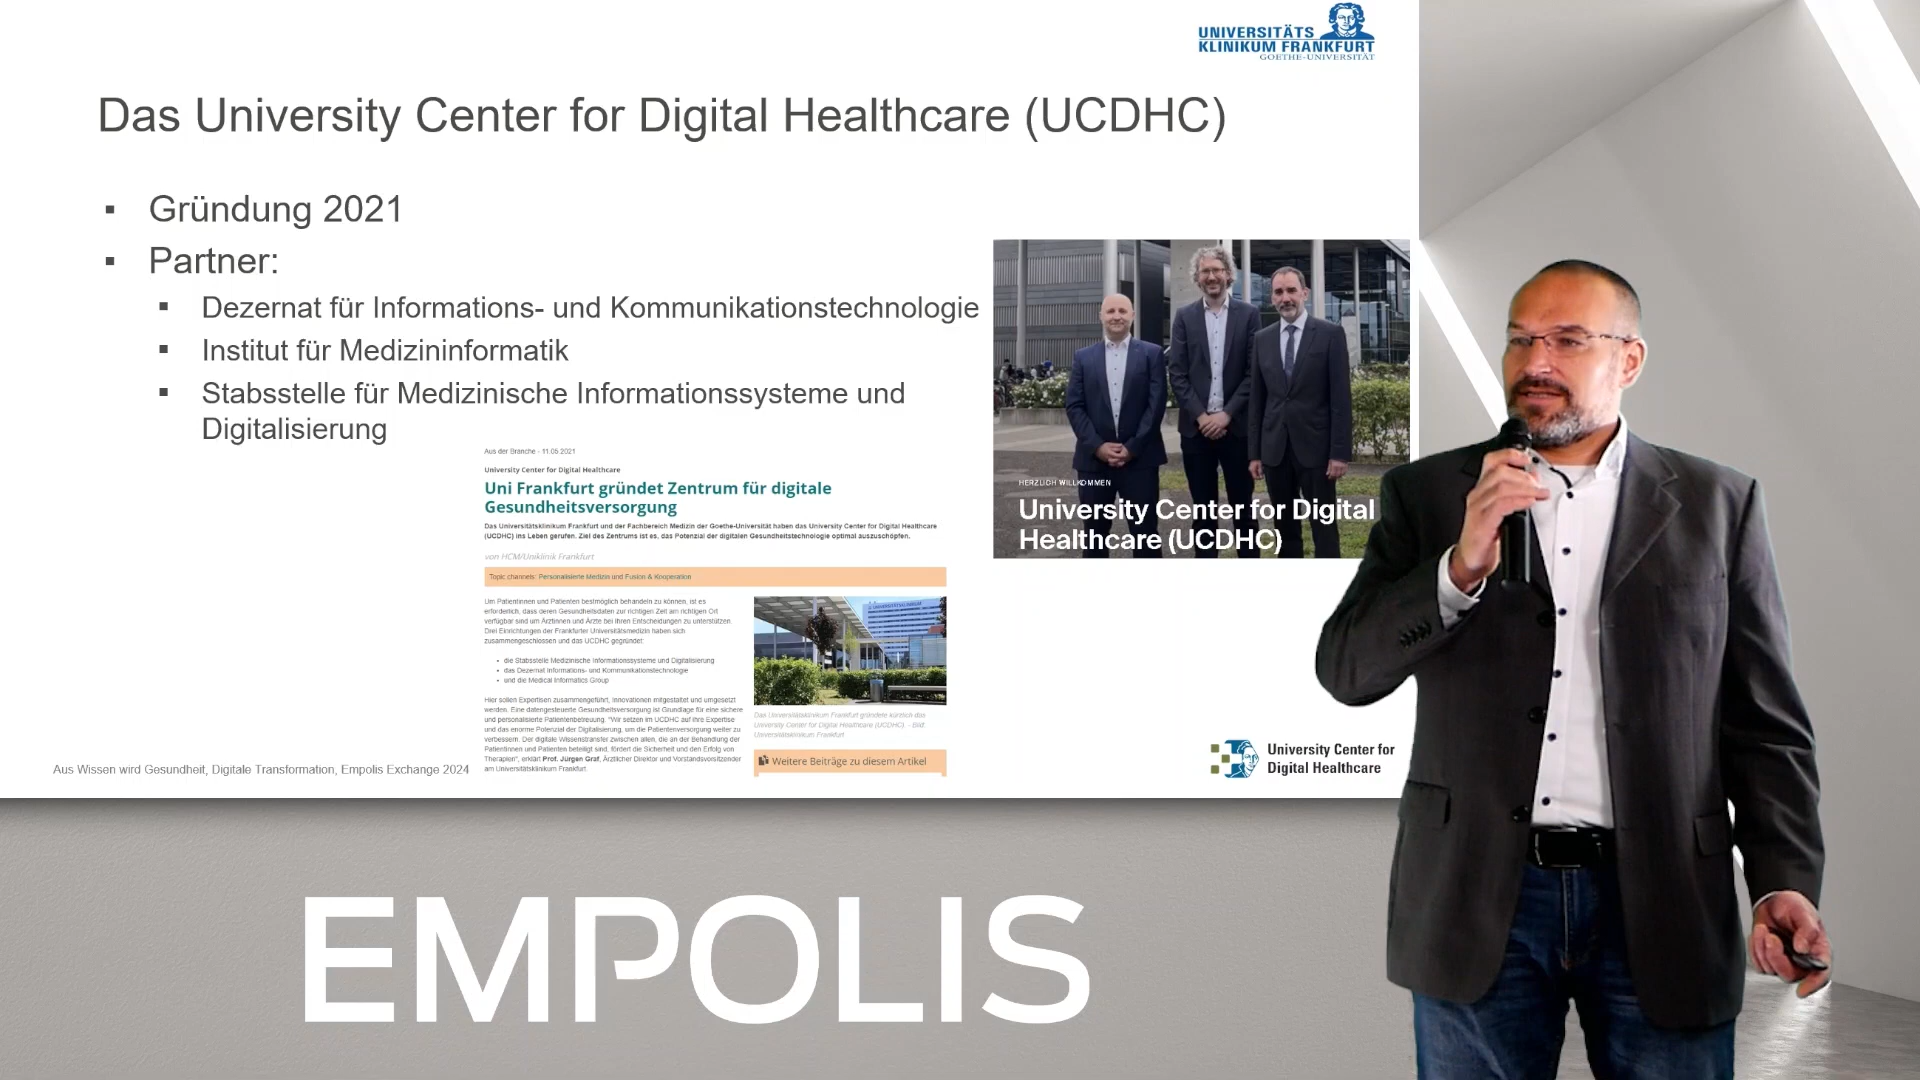 UNIVERSITÄTS
KLINIKUM FRANKFURT
GOETHE-UNIVERSITÄT
Das University Center for Digital Healthcare (UCDHC)
Gründung 2021
Partner:
Dezernat für Informations- und Kommunikationstechnologie
Institut für Medizininformatik
Stabsstelle für Medizinische Informationssysteme und
Digitalisierung
HERZLICH WILLKOMMEN
University Center for Digital
Healthcare (UCDHC)
Aus der Branche - 11.05.2021
University Center for Digital Healthcare
Uni Frankfurt gründet Zentrum für digitale
Gesundheitsversorgung
Das Universitätsklinikum Frankfurt und der Fachbereich Medizin der Goethe-Universität haben das University Center for Digital Healthcare
(UCDHC) ins Leben gerufen. Ziel des Zentrums ist es, das Potenzial der digitalen Gesundheitstechnologie optimal auszuschöpfen.
von HCM/Uniklinik Frankfurt
Topic channels: Personalisierte Medizin und Fusion & Kooperation
Um Patientinnen und Patienten bestmöglich behandeln zu können, ist es
erforderlich, dass deren Gesundheitsdaten zur richtigen Zeit am richtigen Ort
verfügbar sind um Ärztinnen und Ärzte bei ihren Entscheidungen zu unterstützen.
Drei Einrichtungen der Frankfurter Universitätsmedizin haben sich
zusammengeschlossen und das UCDHC gegründet:
die Stabsstelle Medizinische Informationssysteme und Digitalisierung
das Dezernat Informations- und Kommunikationstechnologie
und die Medical Informatics Group
Hier sollen Expertisen zusammengeführt, Innovationen mitgestaltet und umgesetzt
werden. Eine datengesteuerte Gesundheitsversorgung ist Grundlage für eine sichere
und personalisierte Patientenbetreuung. "Wir setzen im UCDHC auf ihre Expertise
und das enorme Potenzial der Digitalisierung, um die Patientenversorgung weiter zu
verbessern. Der digitale Wissenstransfer zwischen allen, die an der Behandlung der
Patientinnen und Patienten beteiligt sind, fördert die Sicherheit und den Erfolg von
Therapien", erklärt Prof. Jürgen Graf, Ärztlicher Direktor und Vorstandsvorsitzender
am Universitätsklinikum Frankfurt.
Das Universitätsklinikum Frankfurt gründete kürzlich das
University Center for Digital Healthcare (UCDHC). - Bild:
Universitätsklinikum Frankfurt
Weitere Beiträge zu diesem Artikel
Aus Wissen wird Gesundheit, Digitale Transformation, Empolis Exchange 2024
University Center for
Digital Healthcare
EMPOLIS